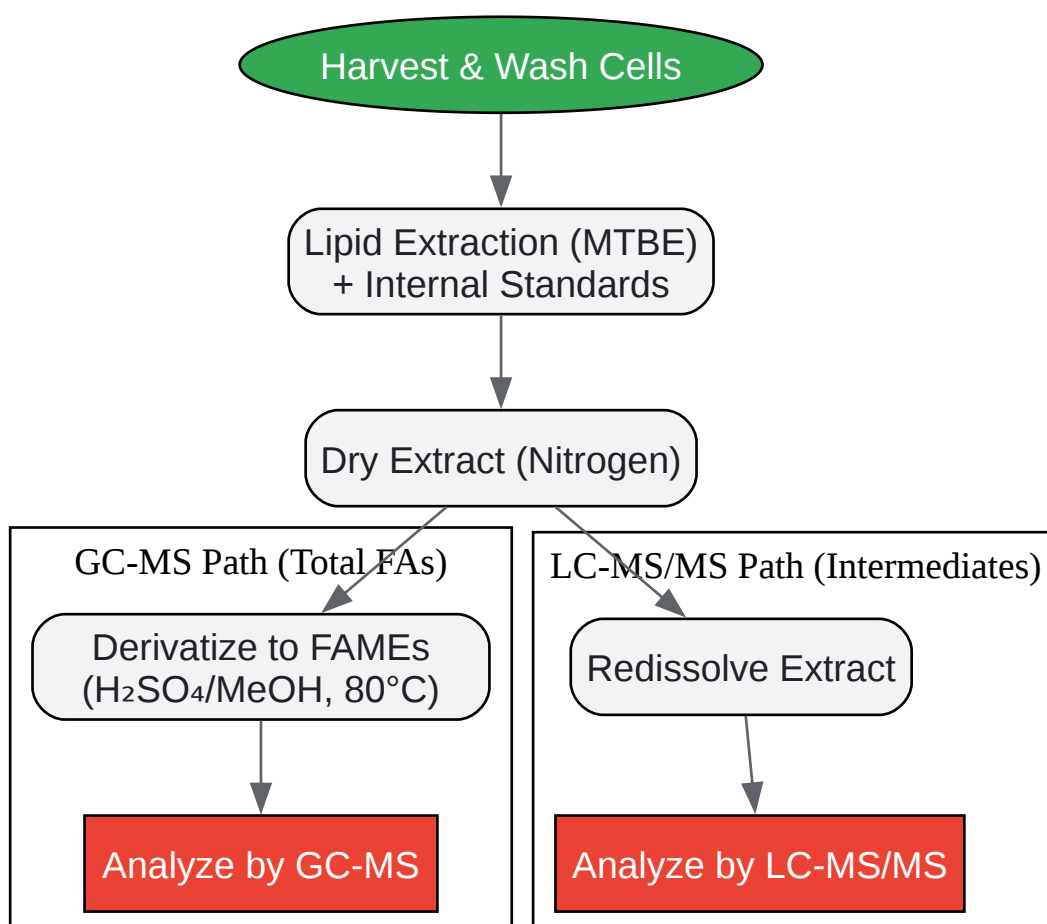 Harvest & Wash Cells
Lipid Extraction (MTBE)
+ Internal Standards
Dry Extract (Nitrogen)
GC-MS Path (Total FAs)
Derivatize to FAMEs
(H₂SO₄/MeOH, 80°C)
Analyze by GC-MS
LC-MS/MS Path (Intermediates)
Redissolve Extract
Analyze by LC-MS/MS